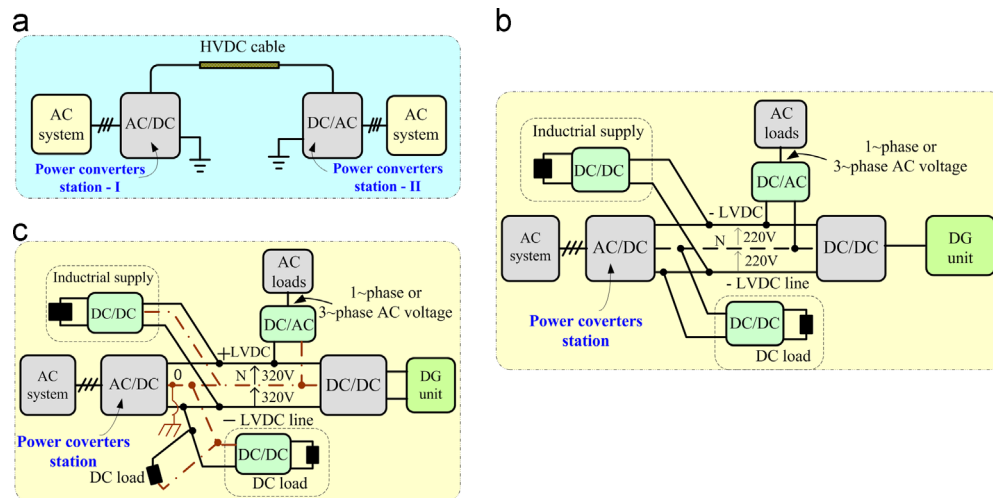 a
HVDC cable
AC
system
AC/DC
DC/AC
AC
system
Power converters
station - I
Power converters
station - II
b
AC
loads
Inductrial supply
1~phase or
3~phase AC voltage
DC/DC
DC/AC
- LVDC
AC
system
AC/DC
N
220V
220V
DC/DC
DG
unit
- LVDC line
Power coverters
station
DC/DC
DC load
c
AC
loads
Inductrial supply
1~phase or
3~phase AC voltage
DC/DC
DC/AC
+LVDC
AC
system
AC/DC
0
N
320V
320V
DC/DC
DG
unit
– LVDC line
Power coverters
station
DC/DC
DC load